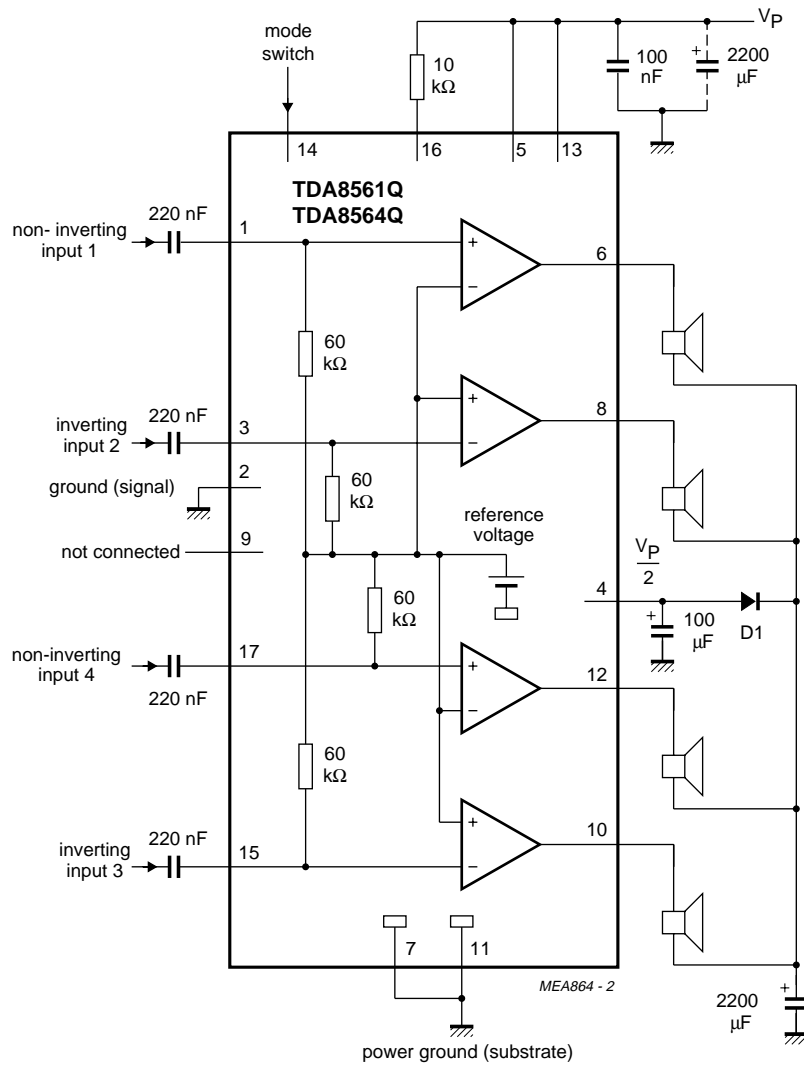 V_P
mode
switch
10
kΩ
100
nF
+
2200
μF
14
16
5
13
TDA8561Q
TDA8564Q
220 nF
non- inverting
input 1
1
+
−
6
60
kΩ
220 nF
inverting
input 2
3
+
−
8
2
ground (signal)
60
kΩ
reference
voltage
9
not connected
V_P
2
4
+
100
μF
D1
60
kΩ
non-inverting
input 4
17
220 nF
+
−
12
60
kΩ
220 nF
inverting
input 3
15
+
−
10
7
11
MEA864 - 2
+
2200
μF
power ground (substrate)